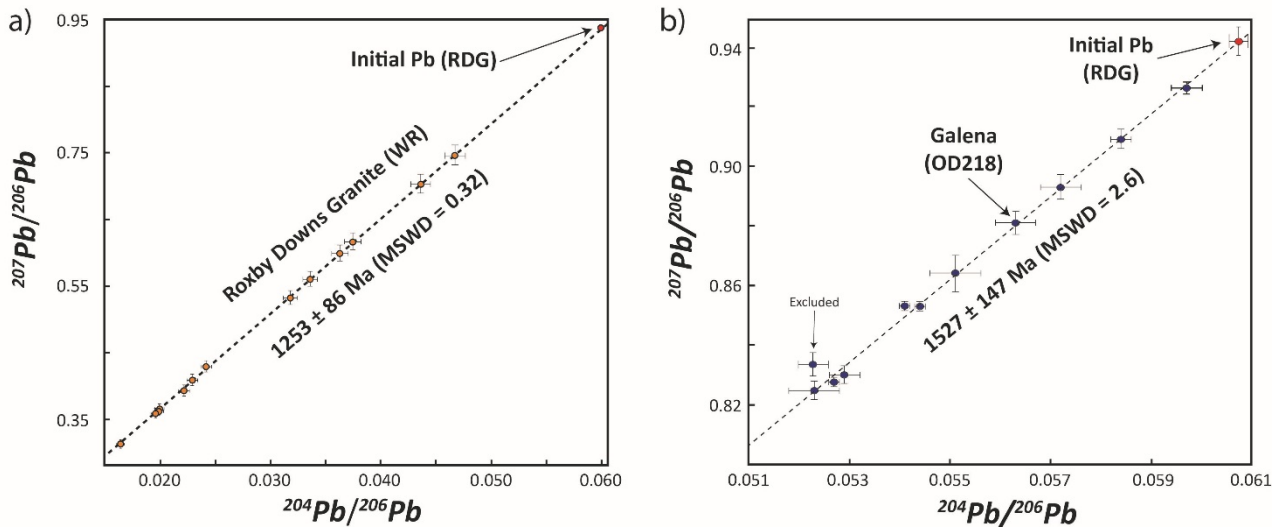 a)
0.95
0.75
0.55
0.35
207Pb/206Pb
Initial Pb (RDG)
Roxby Downs Granite (WR)
1253 ± 86 Ma (MSWD = 0.32)
0.020
0.030
0.040
0.050
0.060
204Pb/206Pb
b)
0.94
0.90
0.86
0.82
207Pb/206Pb
Initial Pb
(RDG)
Galena
(OD218)
Excluded
1527 ± 147 Ma (MSWD = 2.6)
0.051
0.053
0.055
0.057
0.059
0.061
204Pb/206Pb